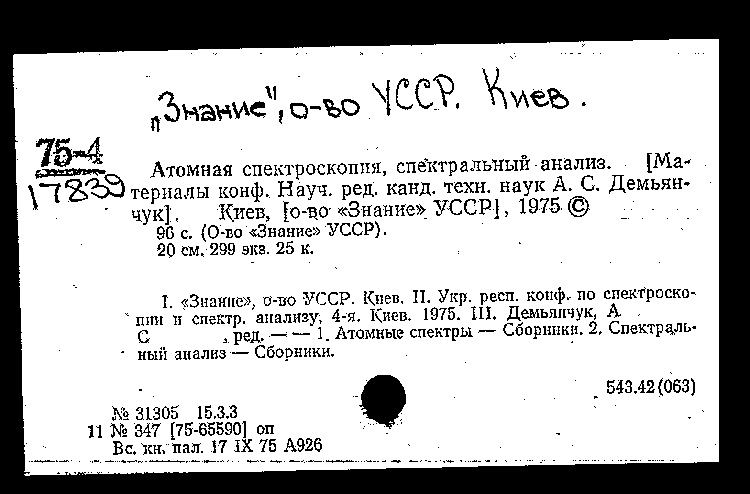 „Знание", о-во УССР. Киев.
75-4
17839
Атомная спектроскопия, спектральный анализ. [Ма-
териалы конф. Науч. ред. канд. техн. наук А. С. Демьян-
чук]. Киев, [о-во «Знание» УССР], 1975 ©
96 с. (О-во «Знание» УССР).
20 см. 299 экз. 25 к.
I. «Знание», о-во УССР. Киев. II. Укр. респ. конф. по спектроско-
пии и спектр. анализу, 4-я. Киев. 1975. III. Демьянчук, А
С , ред. — — 1. Атомные спектры — Сборники. 2. Спектраль-
ный анализ — Сборники.
543.42(063)
№ 31305 15.3.3
11 № 347 [75-65590] оп
Вс. кн. пал. 17 IX 75 А926